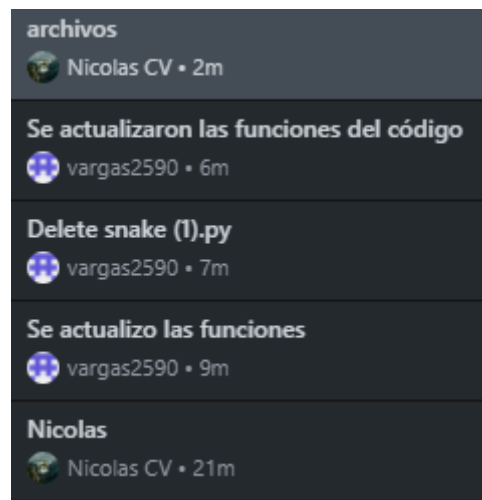 archivos
Nicolas CV • 2m
Se actualizaron las funciones del código
vargas2590 • 6m
Delete snake (1).py
vargas2590 • 7m
Se actualizo las funciones
vargas2590 • 9m
Nicolas
Nicolas CV • 21m